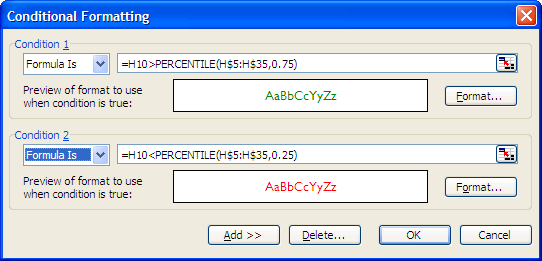 Conditional Formatting
Condition 1
Formula Is
=H10>PERCENTILE(H$5:H$35,0.75)
Preview of format to use
when condition is true:
AaBbCcYyZz
Format...
Condition 2
Formula Is
=H10<PERCENTILE(H$5:H$35,0.25)
Preview of format to use
when condition is true:
AaBbCcYyZz
Format...
Add >>
Delete...
OK
Cancel